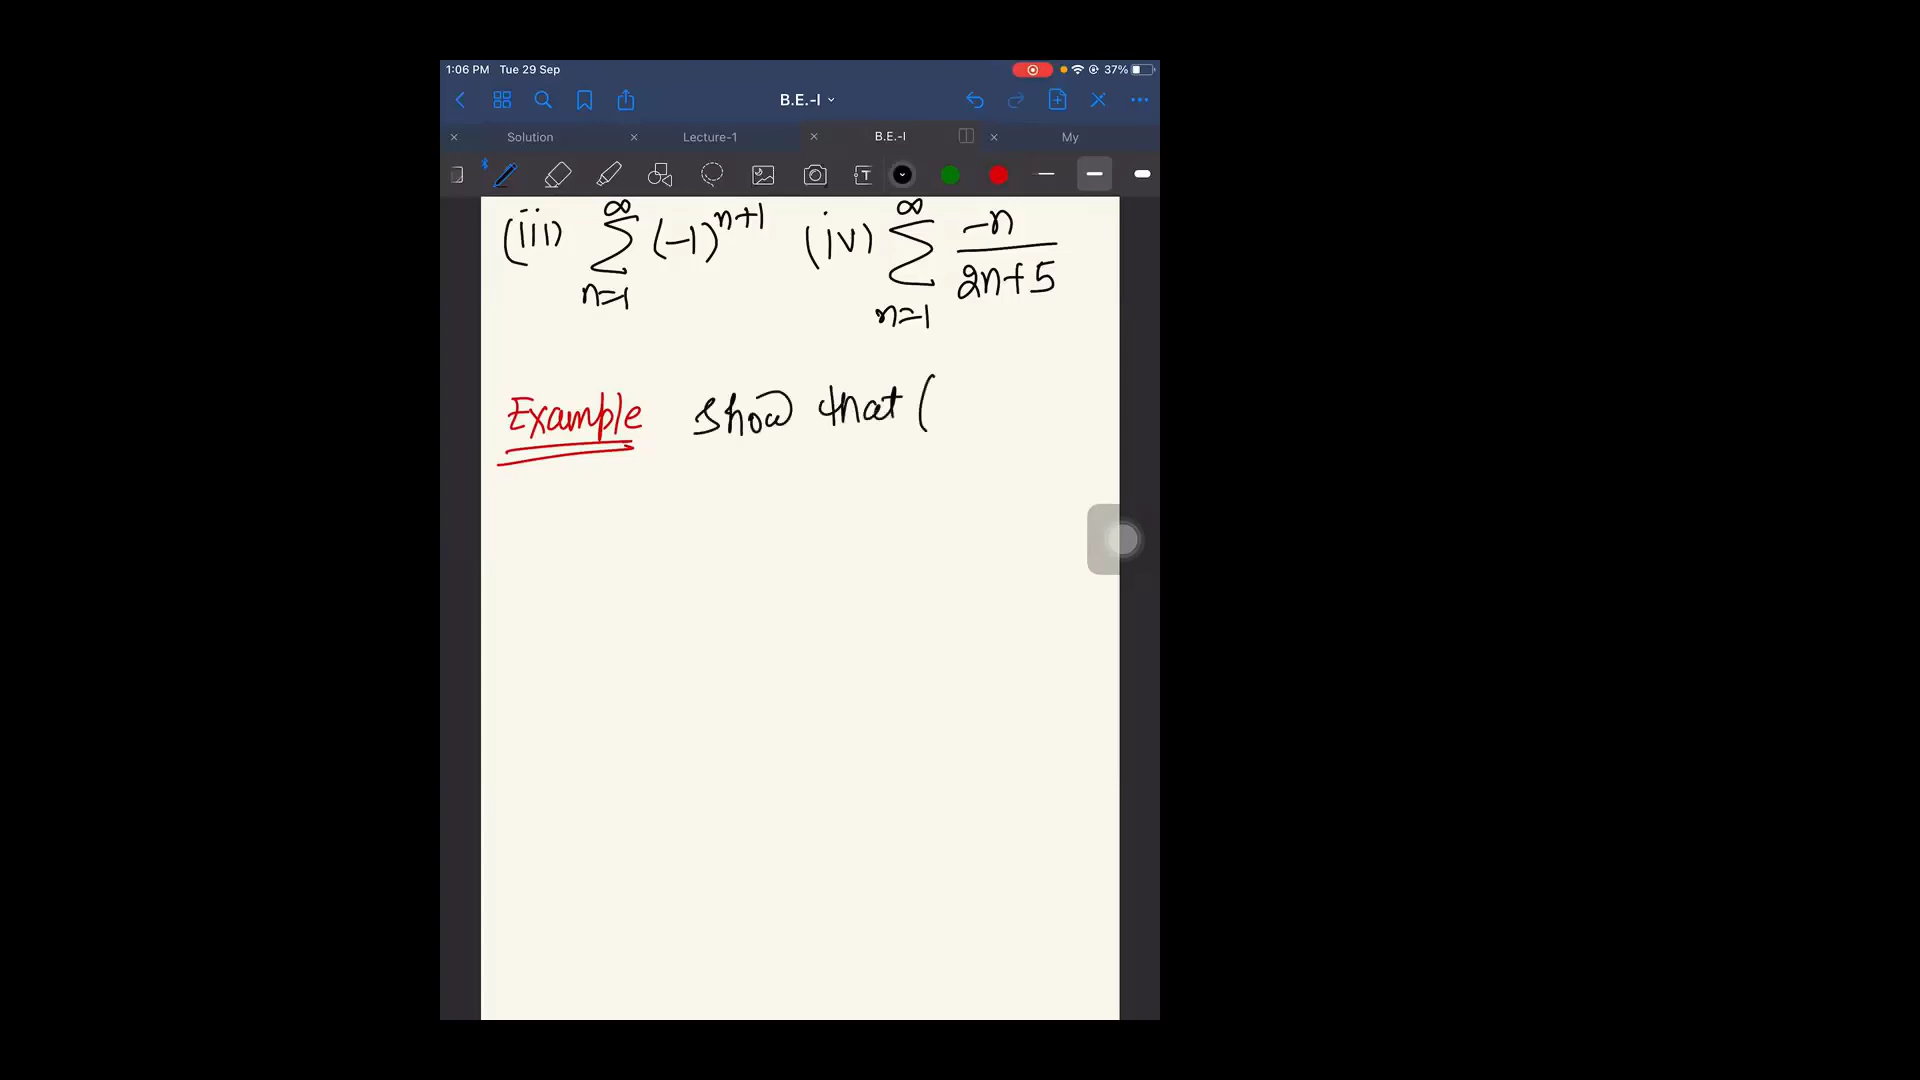 1:06 PM Tue 29 Sep 37%
B.E.-I
Solution Lecture-1 B.E.-I My
T
(iii) ∞∑n=1 (-1)^n+1 (iv) ∞∑n=1 -n/2n+5
Example show that (